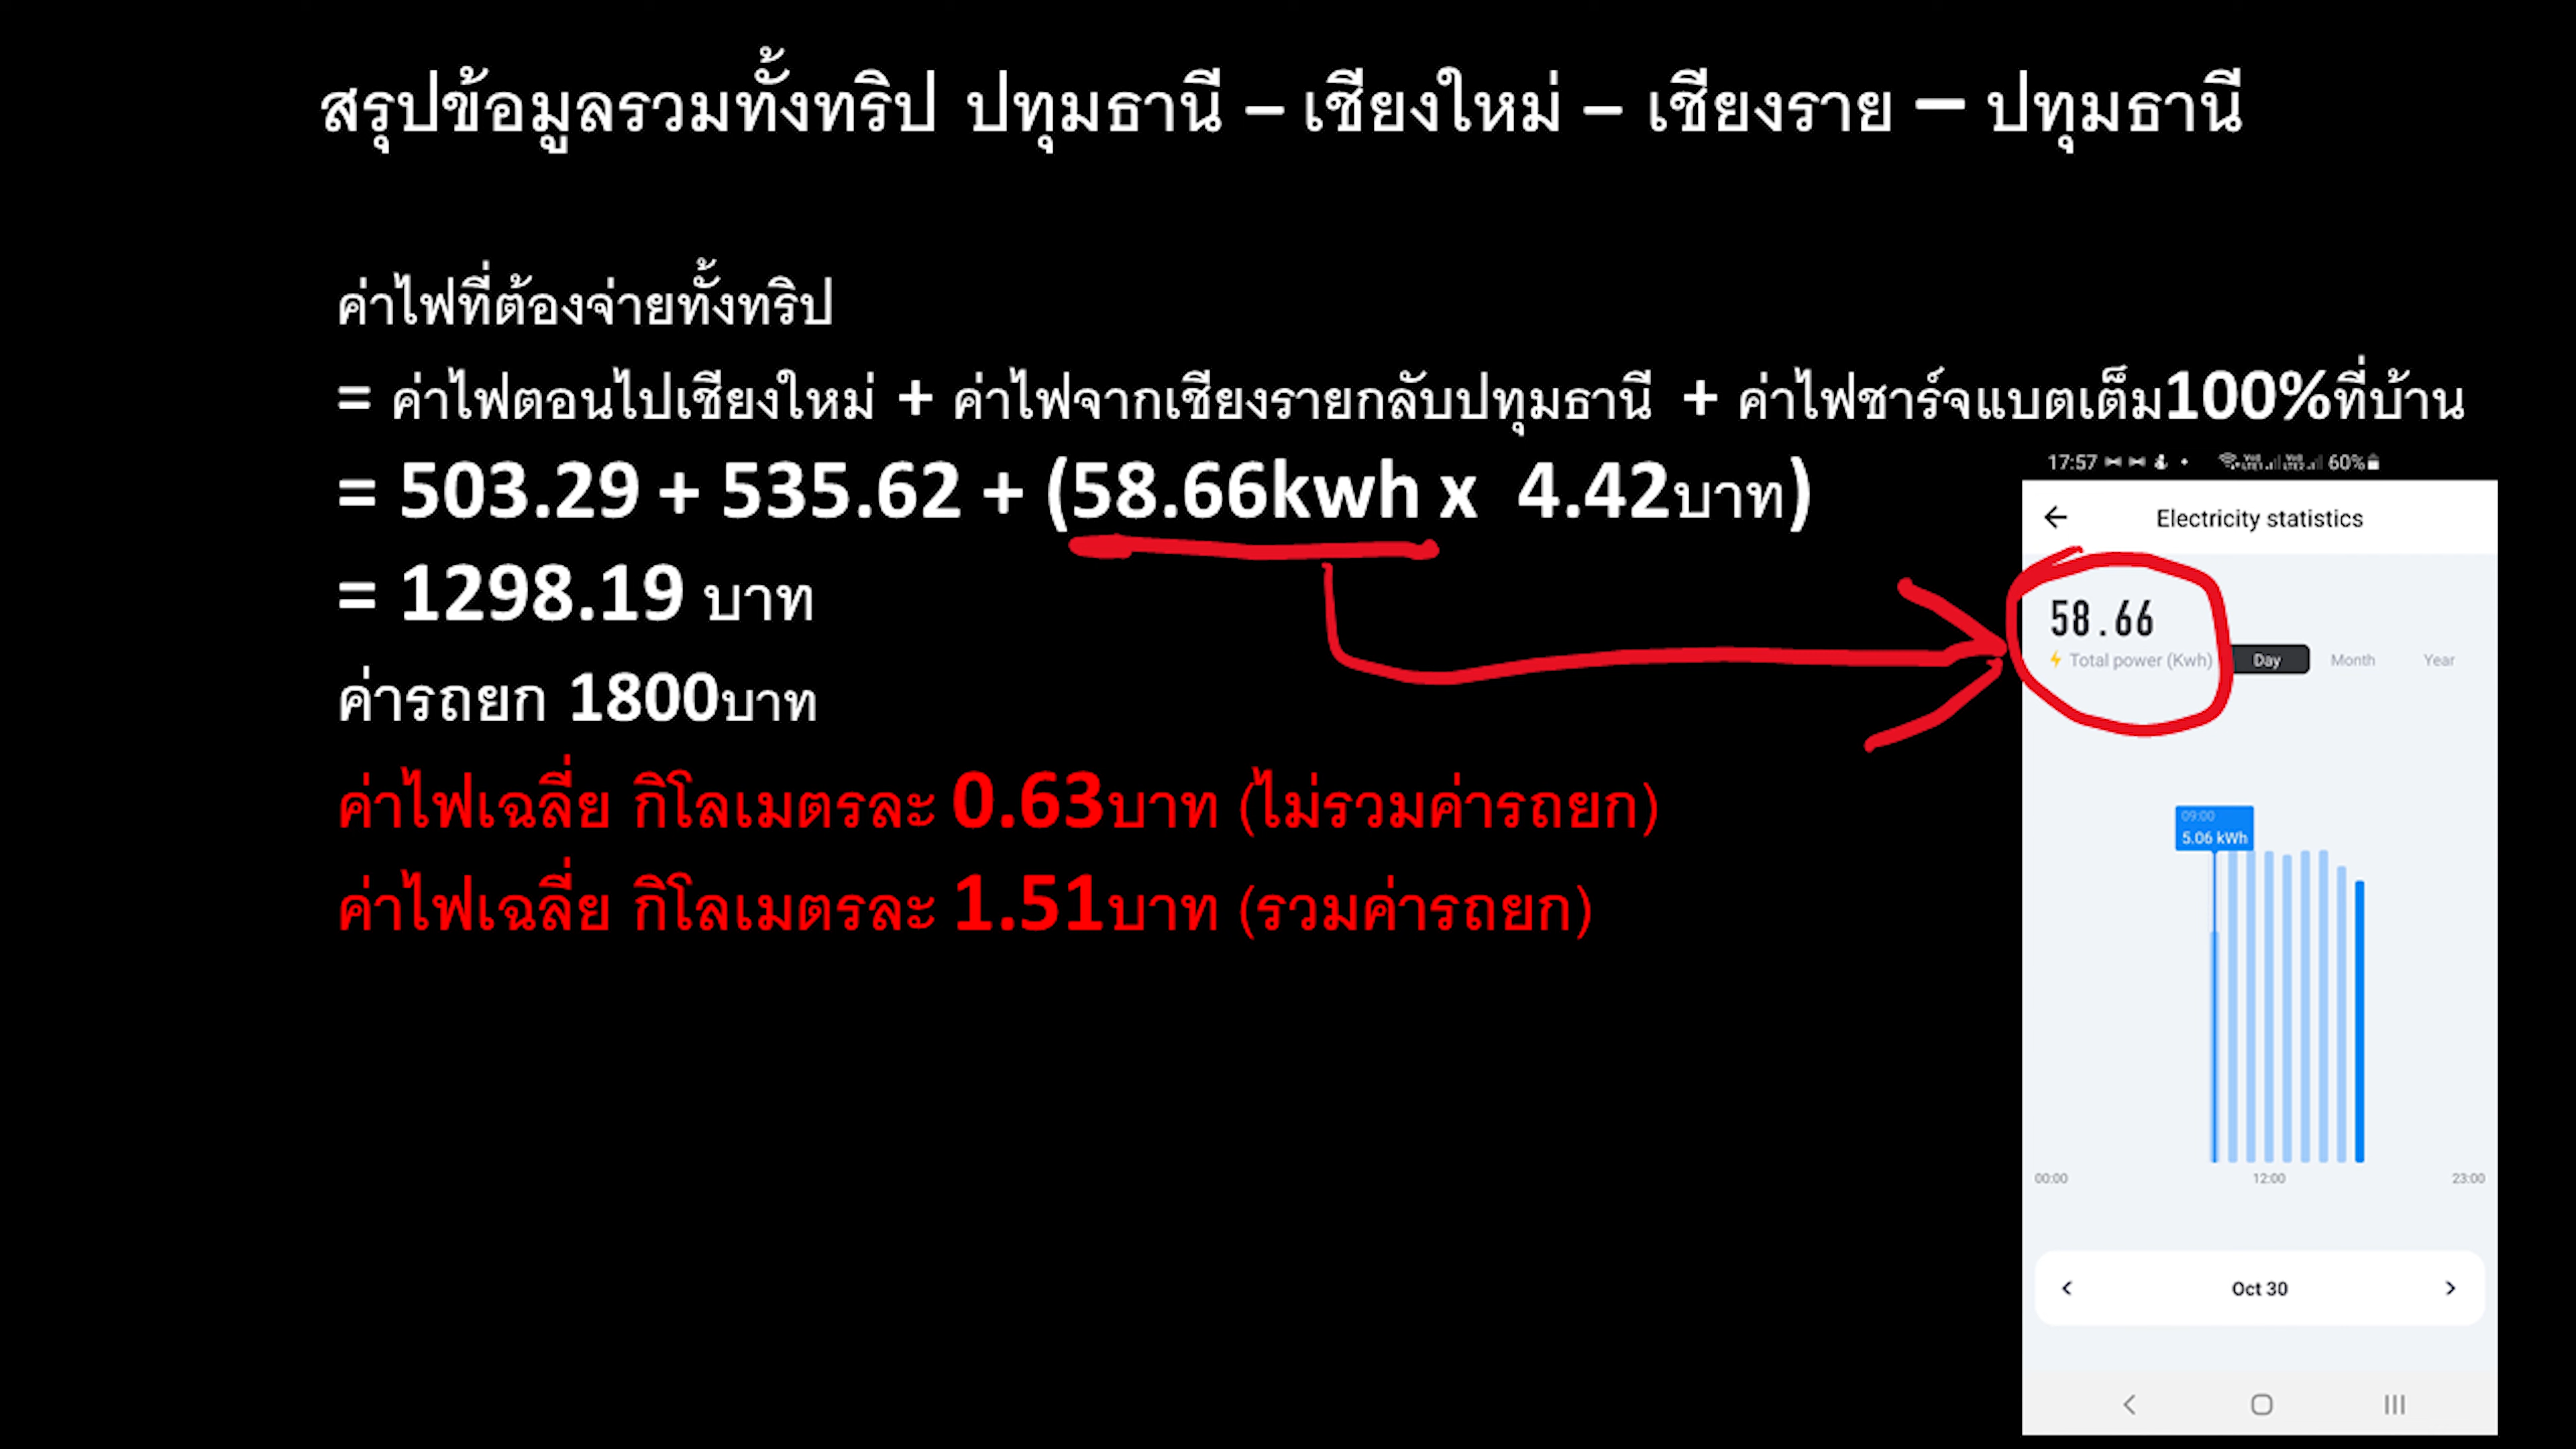 สรุปข้อมูลรวมทั้งทริป ปทุมธานี – เชียงใหม่ – เชียงราย – ปทุมธานี
ค่าไฟที่ต้องจ่ายทั้งทริป
= ค่าไฟตอนไปเชียงใหม่ + ค่าไฟจากเชียงรายกลับปทุมธานี + ค่าไฟชาร์จแบตเต็ม100%ที่บ้าน
= 503.29 + 535.62 + (58.66kwh x 4.42บาท)
= 1298.19 บาท
ค่ารถยก 1800บาท
ค่าไฟเฉลี่ย กิโลเมตรละ 0.63บาท (ไม่รวมค่ารถยก)
ค่าไฟเฉลี่ย กิโลเมตรละ 1.51บาท (รวมค่ารถยก)
17:57 60%
Electricity statistics
58.66
Total power (Kwh) Day Month Year
09:00
5.06 kWh
00:00 12:00 23:00
Oct 30